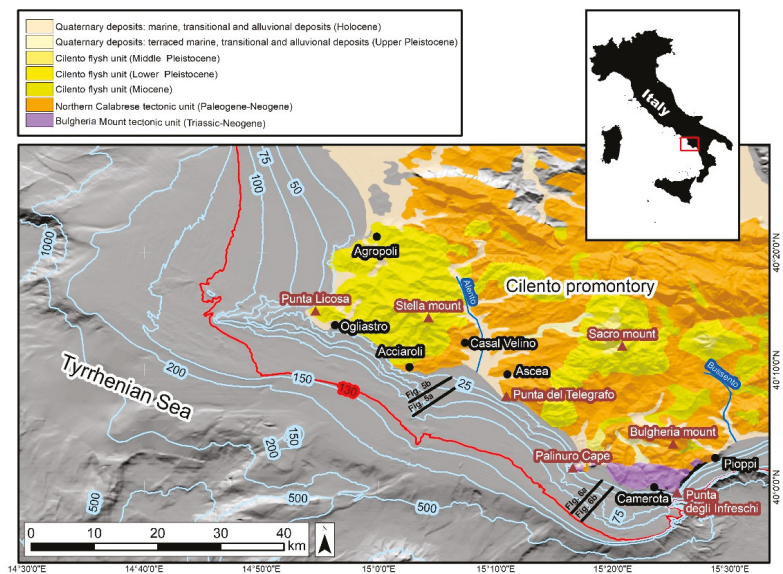 Quaternary deposits: marine, transitional and alluvial deposits (Holocene)
Quaternary deposits: terraced marine, transitional and alluvial deposits (Upper Pleistocene)
Cilento flysh unit (Middle Pleistocene)
Cilento flysh unit (Lower Pleistocene)
Cilento flysh unit (Miocene)
Northern Calabrese tectonic unit (Paleogene-Neogene)
Bulgheria Mount tectonic unit (Triassic-Neogene)
Italy
75
100
50
1000
Agropoli
40°20'0"N
Cilento promontory
Alento
Punta Licosa
Stella mount
Ogliastro
Sacro mount
Casal Velino
Acciaroli
Bussento
200
150
130
25
Ascea
40°10'0"N
Fig. 5b
Fig. 5a
Punta del Telegrafo
Tyrrhenian Sea
150
200
Bulgheria mount
Palinuro Cape
Pioppi
500
500
500
Fig. 6a
Fig. 6b
Camerota
75
Punta
degli Infreschi
40°0'0"N
0 10 20 30 40
km
14°30'0"E 14°40'0"E 14°50'0"E 15°0'0"E 15°10'0"E 15°20'0"E 15°30'0"E